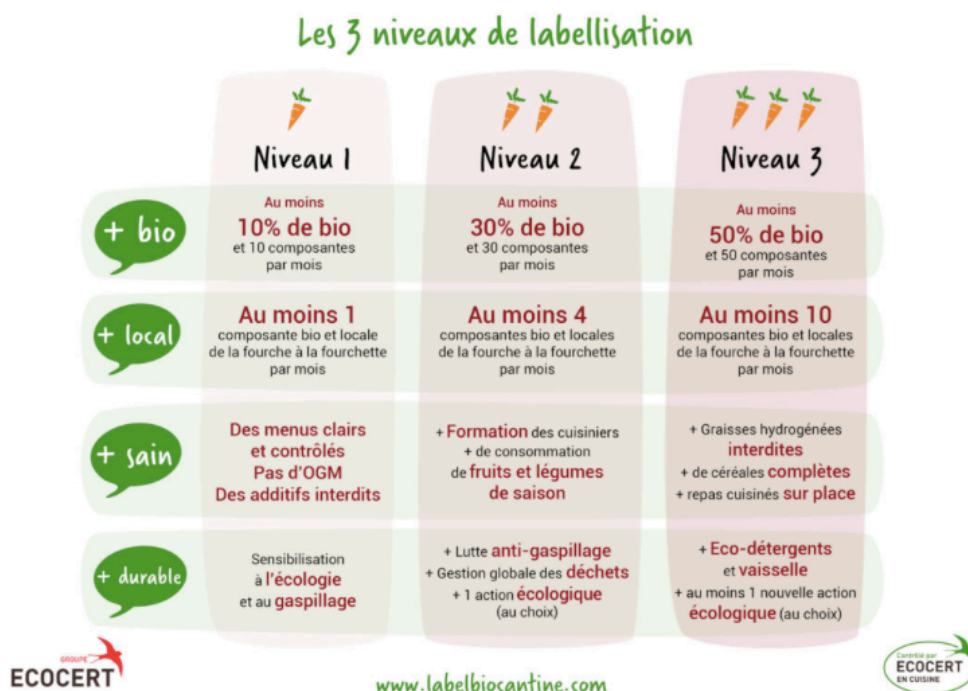 Les 3 niveaux de labellisation
Niveau 1
Niveau 2
Niveau 3
+ bio
Au moins
10% de bio
et 10 composantes
par mois
Au moins
30% de bio
et 30 composantes
par mois
Au moins
50% de bio
et 50 composantes
par mois
+ local
Au moins 1
composante bio et locale
de la fourche à la fourchette
par mois
Au moins 4
composantes bio et locales
de la fourche à la fourchette
par mois
Au moins 10
composantes bio et locales
de la fourche à la fourchette
par mois
+ sain
Des menus clairs
et contrôlés
Pas d'OGM
Des additifs interdits
+ Formation des cuisiniers
+ de consommation
de fruits et légumes
de saison
+ Graisses hydrogénées
interdites
+ de céréales complètes
+ repas cuisinés sur place
+ durable
Sensibilisation
à l'écologie
et au gaspillage
+ Lutte anti-gaspillage
+ Gestion globale des déchets
+ 1 action écologique
(au choix)
+ Eco-détergents
et vaisselle
+ au moins 1 nouvelle action
écologique (au choix)
GROUPE
ECOCERT
www.labelbiocantine.com
Contrôlé par
ECOCERT
EN CUISINE